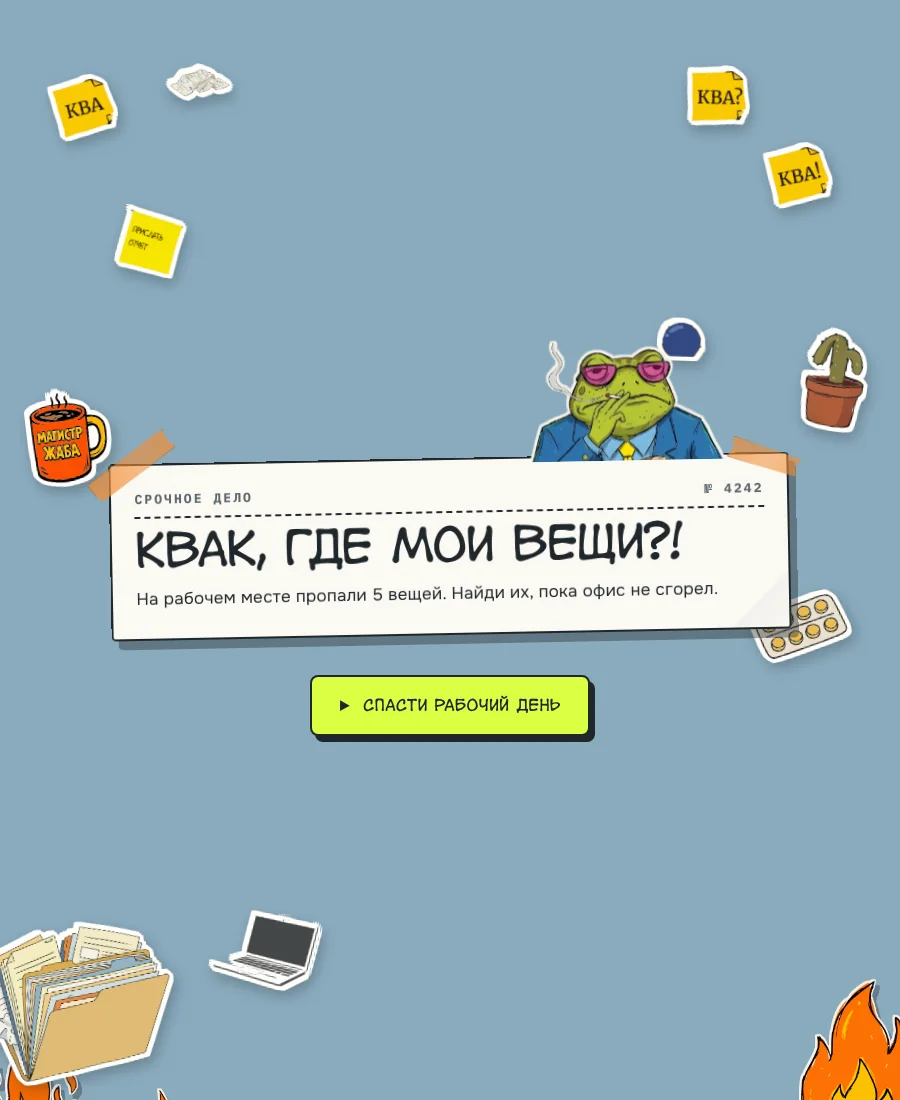 КВА
КВА?
КВА!
ПРИСЛАТЬ
ОТЧЕТ
МАГИСТР
ЖАБА
СРОЧНОЕ ДЕЛО
№ 4242
КВАК, ГДЕ МОИ ВЕЩИ?!
На рабочем месте пропали 5 вещей. Найди их, пока офис не сгорел.
▶ СПАСТИ РАБОЧИЙ ДЕНЬ